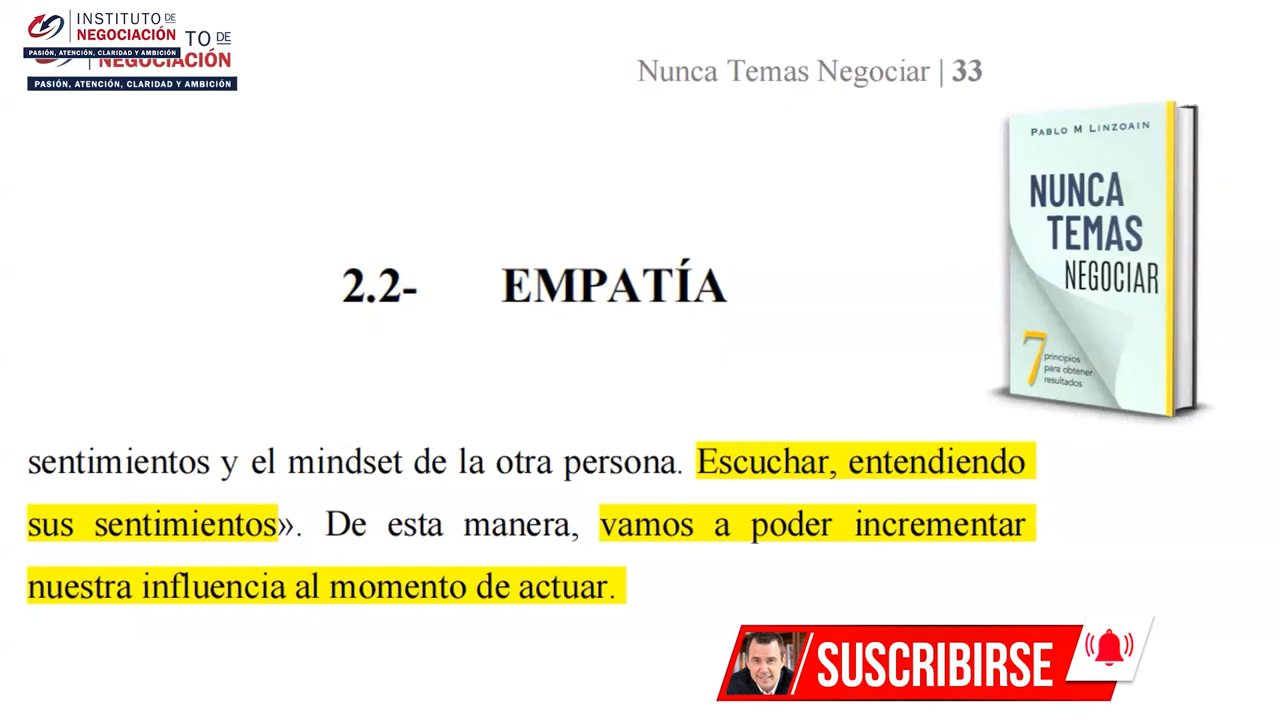 INSTITUTO DE
NEGOCIACIÓN
PASIÓN, ATENCIÓN, CLARIDAD Y AMBICIÓN
TO DE
NEGOCIACIÓN
PASIÓN, ATENCIÓN, CLARIDAD Y AMBICIÓN
Nunca Temas Negociar | 33
PABLO M LINZOAIN
NUNCA
TEMAS
NEGOCIAR
7 principios
para obtener
resultados
2.2- EMPATÍA
sentimientos y el mindset de la otra persona. Escuchar, entendiendo
sus sentimientos». De esta manera, vamos a poder incrementar
nuestra influencia al momento de actuar.
SUSCRIBIRSE